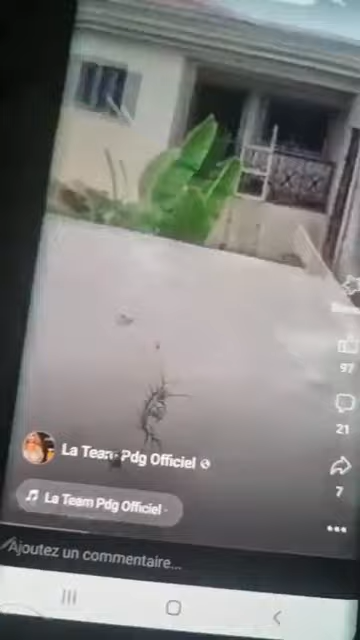 97
21
La Team Pdg Officiel
7
La Team Pdg Officiel
Ajoutez un commentaire...